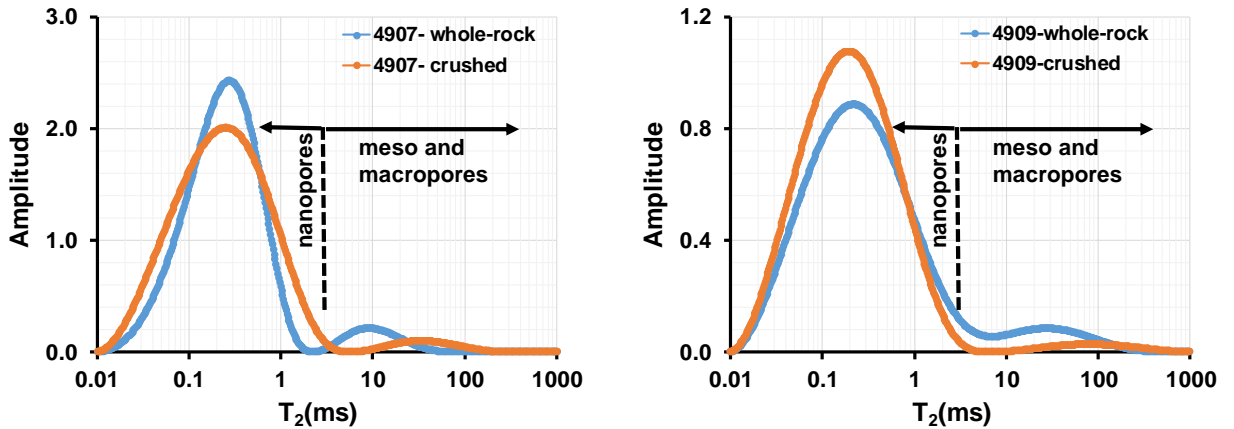 3.0
4907- whole-rock
4907- crushed
2.0
nanopores
meso and
macropores
Amplitude
1.0
0.0
0.01 0.1 1 10 100 1000
T₂(ms)
1.2
4909-whole-rock
4909-crushed
0.8
nanopores
meso and
macropores
Amplitude
0.4
0.0
0.01 0.1 1 10 100 1000
T₂(ms)